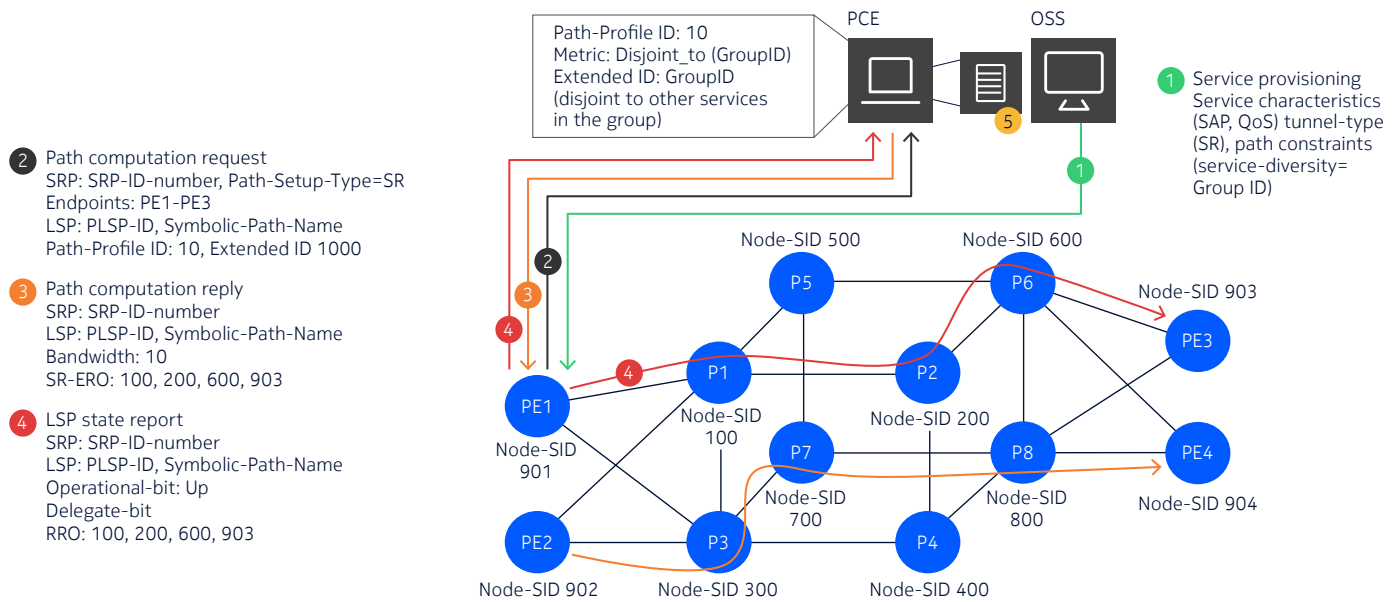 PCE
OSS
Path-Profile ID: 10
Metric: Disjoint_to (GroupID)
Extended ID: GroupID
(disjoint to other services
in the group)
5
1 Service provisioning
Service characteristics
(SAP, QoS) tunnel-type
(SR), path constraints
(service-diversity=
Group ID)
2 Path computation request
SRP: SRP-ID-number, Path-Setup-Type=SR
Endpoints: PE1-PE3
LSP: PLSP-ID, Symbolic-Path-Name
Path-Profile ID: 10, Extended ID 1000
3 Path computation reply
SRP: SRP-ID-number
LSP: PLSP-ID, Symbolic-Path-Name
Bandwidth: 10
SR-ERO: 100, 200, 600, 903
4 LSP state report
SRP: SRP-ID-number
LSP: PLSP-ID, Symbolic-Path-Name
Operational-bit: Up
Delegate-bit
RRO: 100, 200, 600, 903
1
2
3
4
4
Node-SID 500
P5
Node-SID 600
P6
Node-SID 903
PE3
P1
Node-SID
100
P2
Node-SID 200
PE1
Node-SID
901
P7
Node-SID
700
P8
Node-SID
800
PE4
Node-SID 904
PE2
Node-SID 902
P3
Node-SID 300
P4
Node-SID 400